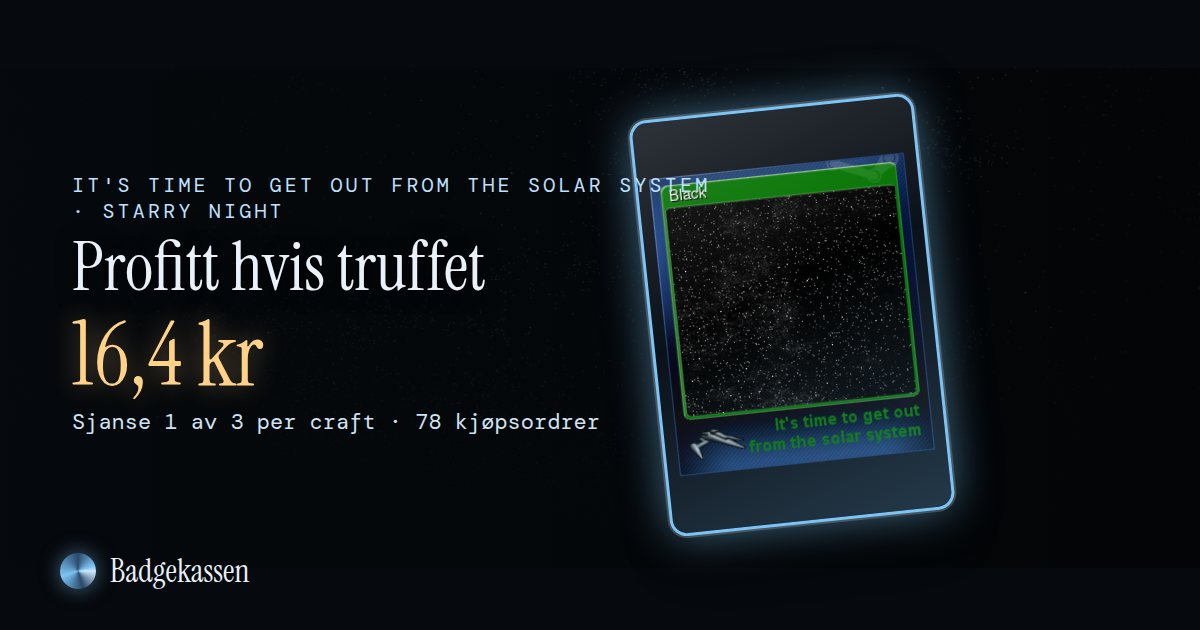 IT'S TIME TO GET OUT FROM THE SOLAR SYSTEM
· STARRY NIGHT
Profitt hvis truffet
16,4 kr
Sjanse 1 av 3 per craft · 78 kjøpsordrer
Black
It's time to get out
from the solar system
Badgekassen